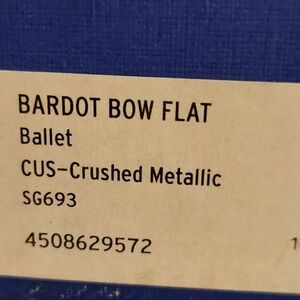 BARDOT BOW FLAT
Ballet
CUS-Crushed Metallic
SG693
4508629572